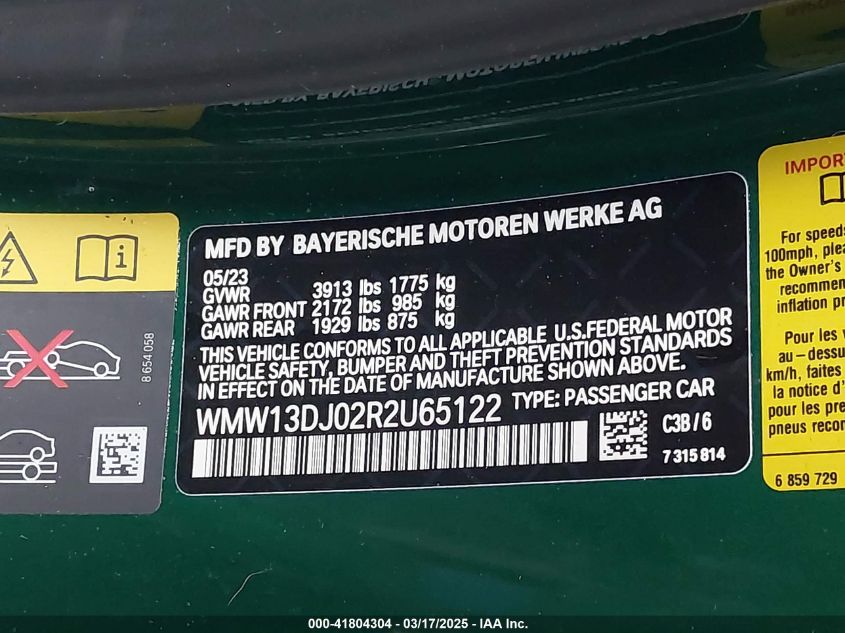 MFD BY BAYERISCHE MOTOREN WERKE AG
05/23
GVWR 3913 lbs 1775 kg
GAWR FRONT 2172 lbs 985 kg
GAWR REAR 1929 lbs 875 kg
THIS VEHICLE CONFORMS TO ALL APPLICABLE U.S.FEDERAL MOTOR
VEHICLE SAFETY, BUMPER AND THEFT PREVENTION STANDARDS
IN EFFECT ON THE DATE OF MANUFACTURE SHOWN ABOVE.
WMW13DJ02R2U65122 TYPE: PASSENGER CAR
C3B/6
7 315 814
8 654 058
IMPOR
For speeds
100mph, plea
the Owner's
recommen
inflation pr
Pour les v
au-dessu
km/h, faites
la notice d'
pour les pre
pneus recom
6 859 729
000-41804304 - 03/17/2025 - IAA Inc.